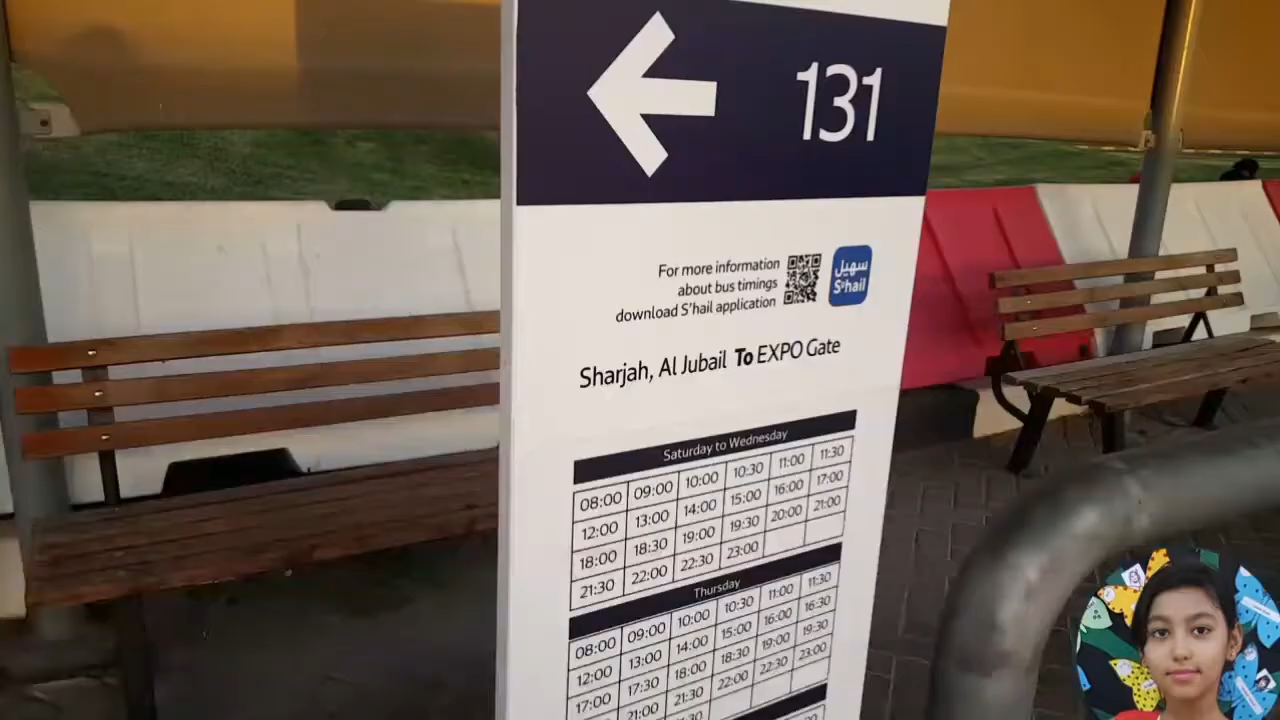 131
For more information
about bus timings
download S'hail application
سهيل
S'hail
Sharjah, Al Jubail To EXPO Gate
Saturday to Wednesday
08:00 09:00 10:00 10:30 11:00 11:30
12:00 13:00 14:00 15:00 16:00 17:00
18:00 18:30 19:00 19:30 20:00 21:00
21:30 22:00 22:30 23:00
Thursday
08:00 09:00 10:00 10:30 11:00 11:30
12:00 13:00 14:00 15:00 16:00 16:30
17:00 17:30 18:00 18:30 19:00 19:30
21:00 21:30 22:00 22:30 23:00